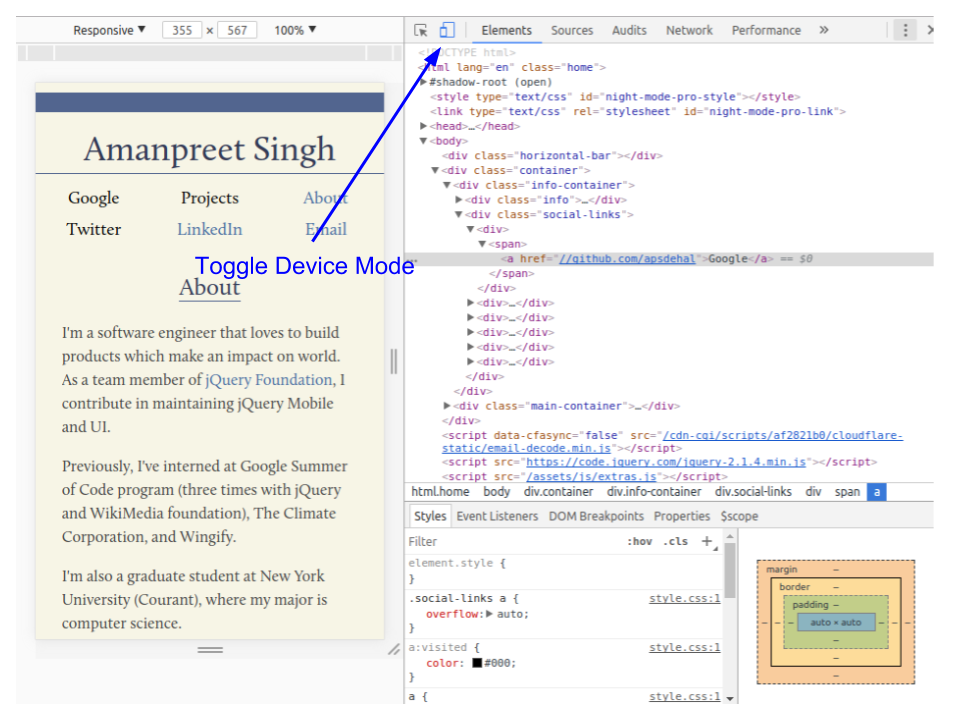 Responsive ▼ 355 × 567 100% ▼
Elements Sources Audits Network Performance »
<!DOCTYPE html>
<html lang="en" class="home">
▶#shadow-root (open)
<style type="text/css" id="night-mode-pro-style"></style>
<link type="text/css" rel="stylesheet" id="night-mode-pro-link">
▶<head>…</head>
▼<body>
<div class="horizontal-bar"></div>
▼<div class="container">
▼<div class="info-container">
▶<div class="info">…</div>
▼<div class="social-links">
▼<div>
▼<span>
<a href="//github.com/apsdehal">Google</a> == $0
</span>
</div>
▶<div>…</div>
▶<div>…</div>
▶<div>…</div>
▶<div>…</div>
▶<div>…</div>
</div>
</div>
▶<div class="main-container">…</div>
</div>
<script data-cfasync="false" src="/cdn-cgi/scripts/af2821b0/cloudflare-
static/email-decode.min.js"></script>
<script src="https://code.jquery.com/jquery-2.1.4.min.js"></script>
<script src="/assets/js/extras.js"></script>
html.home body div.container div.info-container div.social-links div span a
Styles Event Listeners DOM Breakpoints Properties $scope
Filter :hov .cls +
element.style {
}
.social-links a { style.css:1
overflow:▶ auto;
}
a:visited { style.css:1
color: #000;
}
a { style.css:1
margin –
border –
padding –
– – – auto × auto – – –
–
–
–
Amanpreet Singh
Google Projects About
Twitter LinkedIn Email
Toggle Device Mode
About
I'm a software engineer that loves to build
products which make an impact on world.
As a team member of jQuery Foundation, I
contribute in maintaining jQuery Mobile
and UI.
Previously, I've interned at Google Summer
of Code program (three times with jQuery
and WikiMedia foundation), The Climate
Corporation, and Wingify.
I'm also a graduate student at New York
University (Courant), where my major is
computer science.